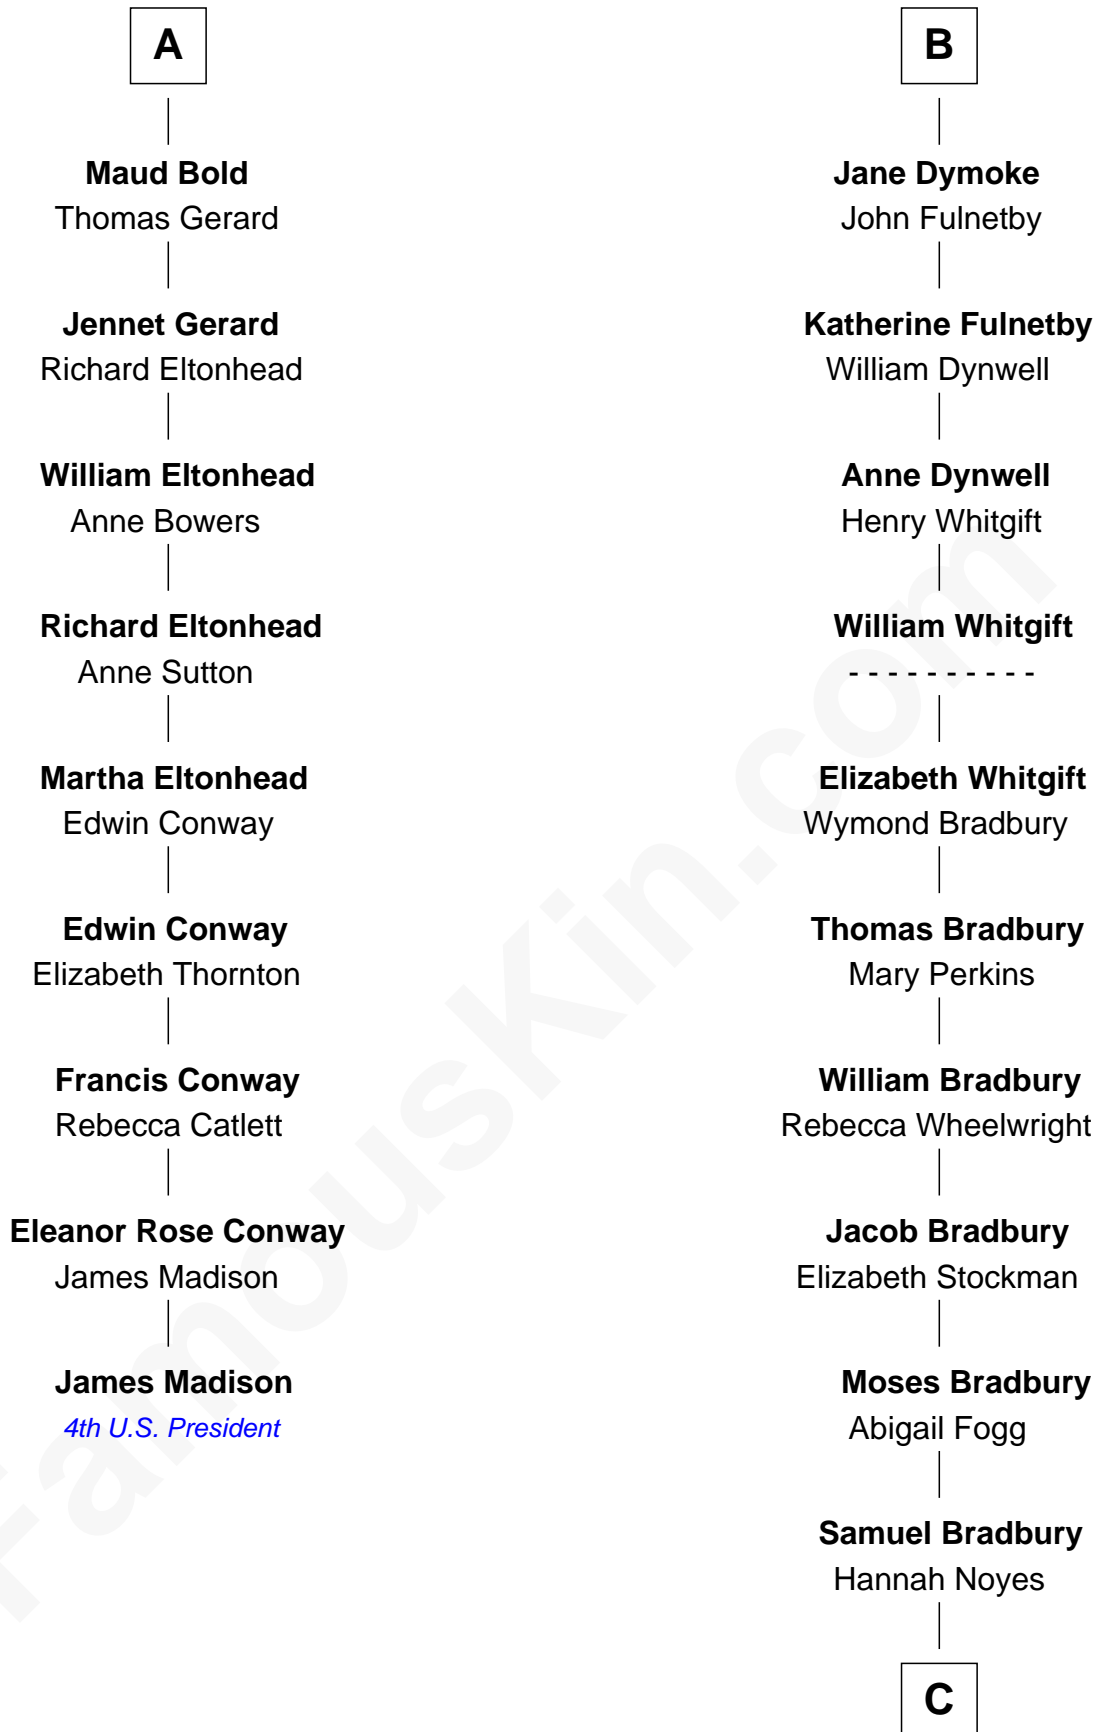 A
Maud Bold
Thomas Gerard
Jennet Gerard
Richard Eltonhead
William Eltonhead
Anne Bowers
Richard Eltonhead
Anne Sutton
Martha Eltonhead
Edwin Conway
Edwin Conway
Elizabeth Thornton
Francis Conway
Rebecca Catlett
Eleanor Rose Conway
James Madison
James Madison
4th U.S. President
B
Jane Dymoke
John Fulnetby
Katherine Fulnetby
William Dynwell
Anne Dynwell
Henry Whitgift
William Whitgift
- - - - - - - - - -
Elizabeth Whitgift
Wymond Bradbury
Thomas Bradbury
Mary Perkins
William Bradbury
Rebecca Wheelwright
Jacob Bradbury
Elizabeth Stockman
Moses Bradbury
Abigail Fogg
Samuel Bradbury
Hannah Noyes
C
FamousKin.com